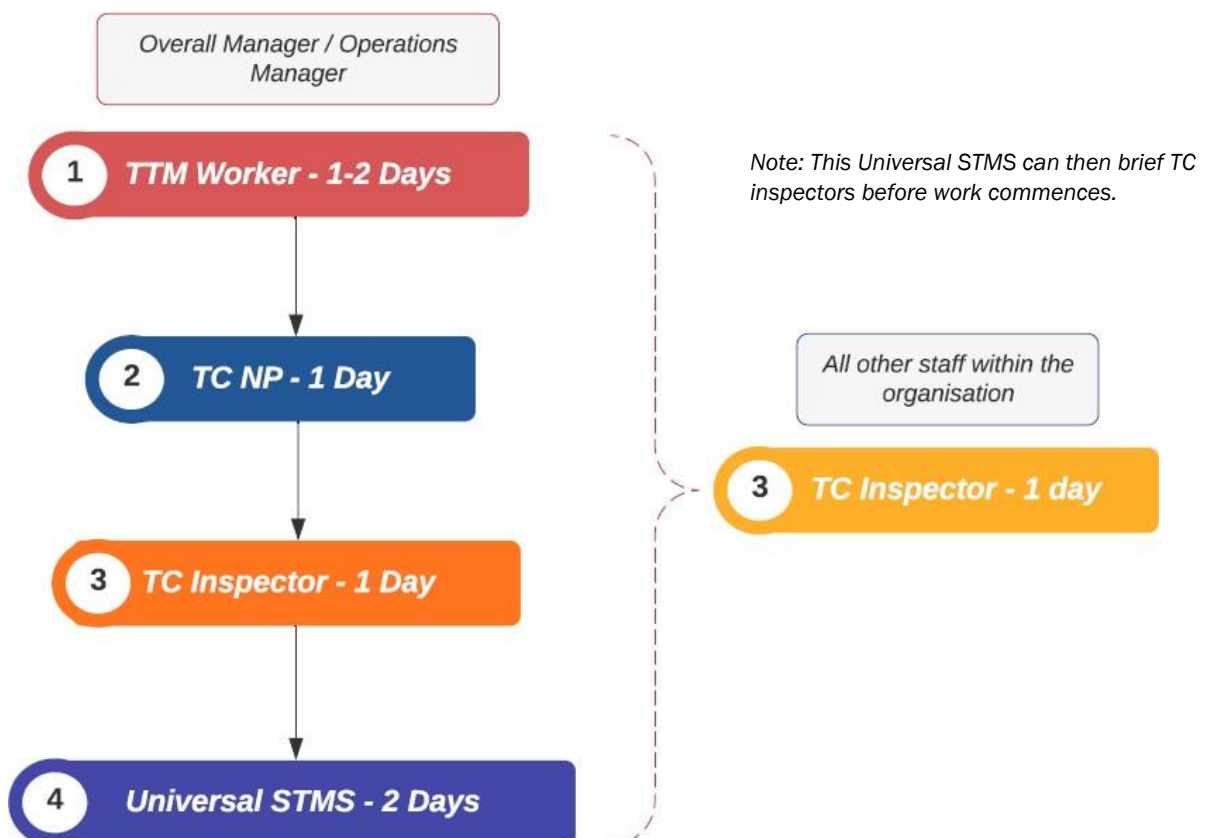 Overall Manager / Operations
Manager
1
TTM Worker - 1-2 Days
Note: This Universal STMS can then brief TC
inspectors before work commences.
2
TC NP - 1 Day
All other staff within the
organisation
3
TC Inspector - 1 day
3
TC Inspector - 1 Day
4
Universal STMS - 2 Days